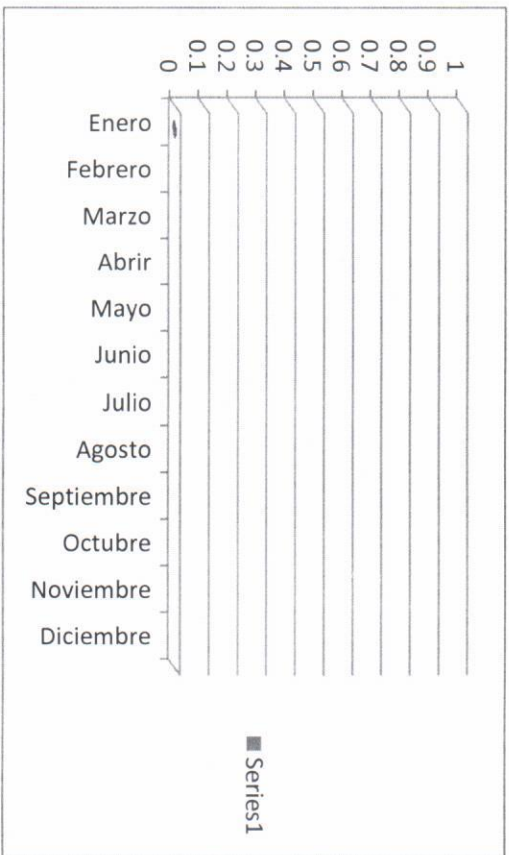 1
0.9
0.8
0.7
0.6
0.5
0.4
0.3
0.2
0.1
0
Enero
Febrero
Marzo
Abrir
Mayo
Junio
Julio
Agosto
Septiembre
Octubre
Noviembre
Diciembre
Series1